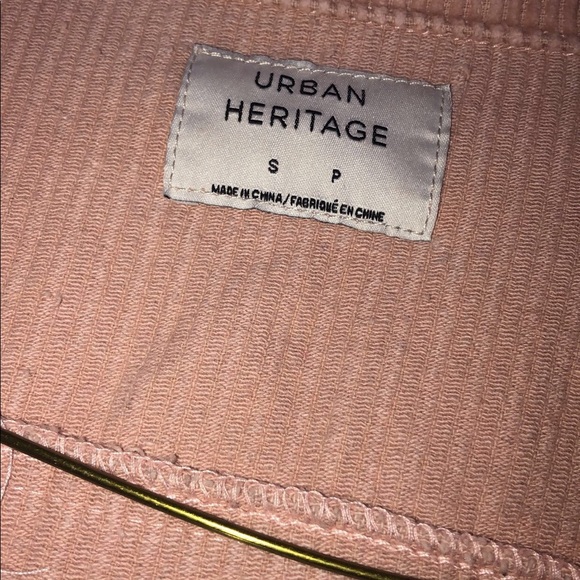 URBAN
HERITAGE
S P
MADE IN CHINA/FABRIQUÉ EN CHINE